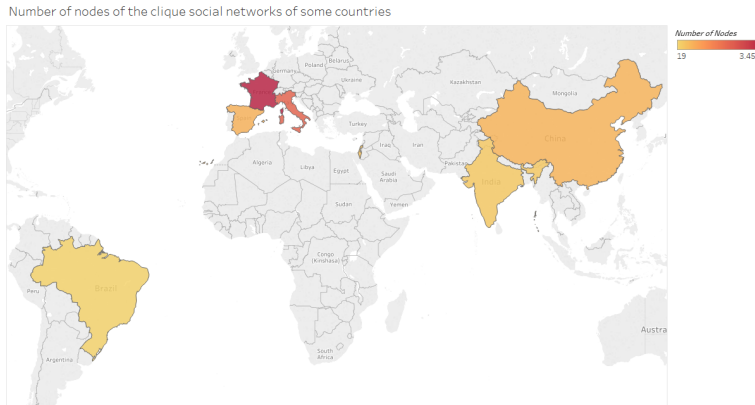 Number of nodes of the clique social networks of some countries
Number of Nodes
19 3.45
Germany
Poland
Belarus
Ukraine
Kazakhstan
Mongolia
China
Turkey
Iraq
Iran
Pakistan
India
Algeria
Libya
Egypt
Saudi
Arabia
Sudan
Yemen
Congo
(Kinshasa)
Brazil
Peru
Argentina
South
Africa
Austra